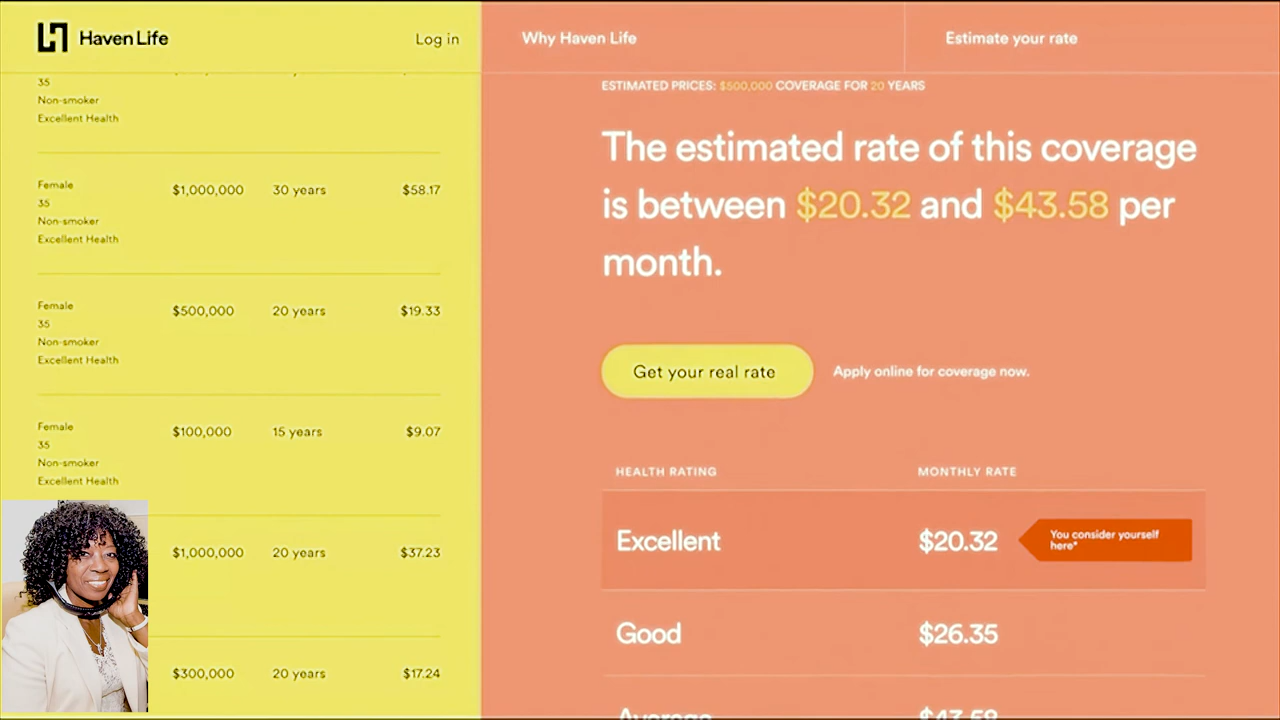 Haven Life
Log in
Why Haven Life
Estimate your rate
35
Non-smoker
Excellent Health
Female
35
Non-smoker
Excellent Health
$1,000,000 30 years $58.17
Female
35
Non-smoker
Excellent Health
$500,000 20 years $19.33
Female
35
Non-smoker
Excellent Health
$100,000 15 years $9.07
$1,000,000 20 years $37.23
$300,000 20 years $17.24
ESTIMATED PRICES: $500,000 COVERAGE FOR 20 YEARS
The estimated rate of this coverage
is between $20.32 and $43.58 per
month.
Get your real rate
Apply online for coverage now.
HEALTH RATING MONTHLY RATE
Excellent $20.32
You consider yourself
here*
Good $26.35
Average $43.58